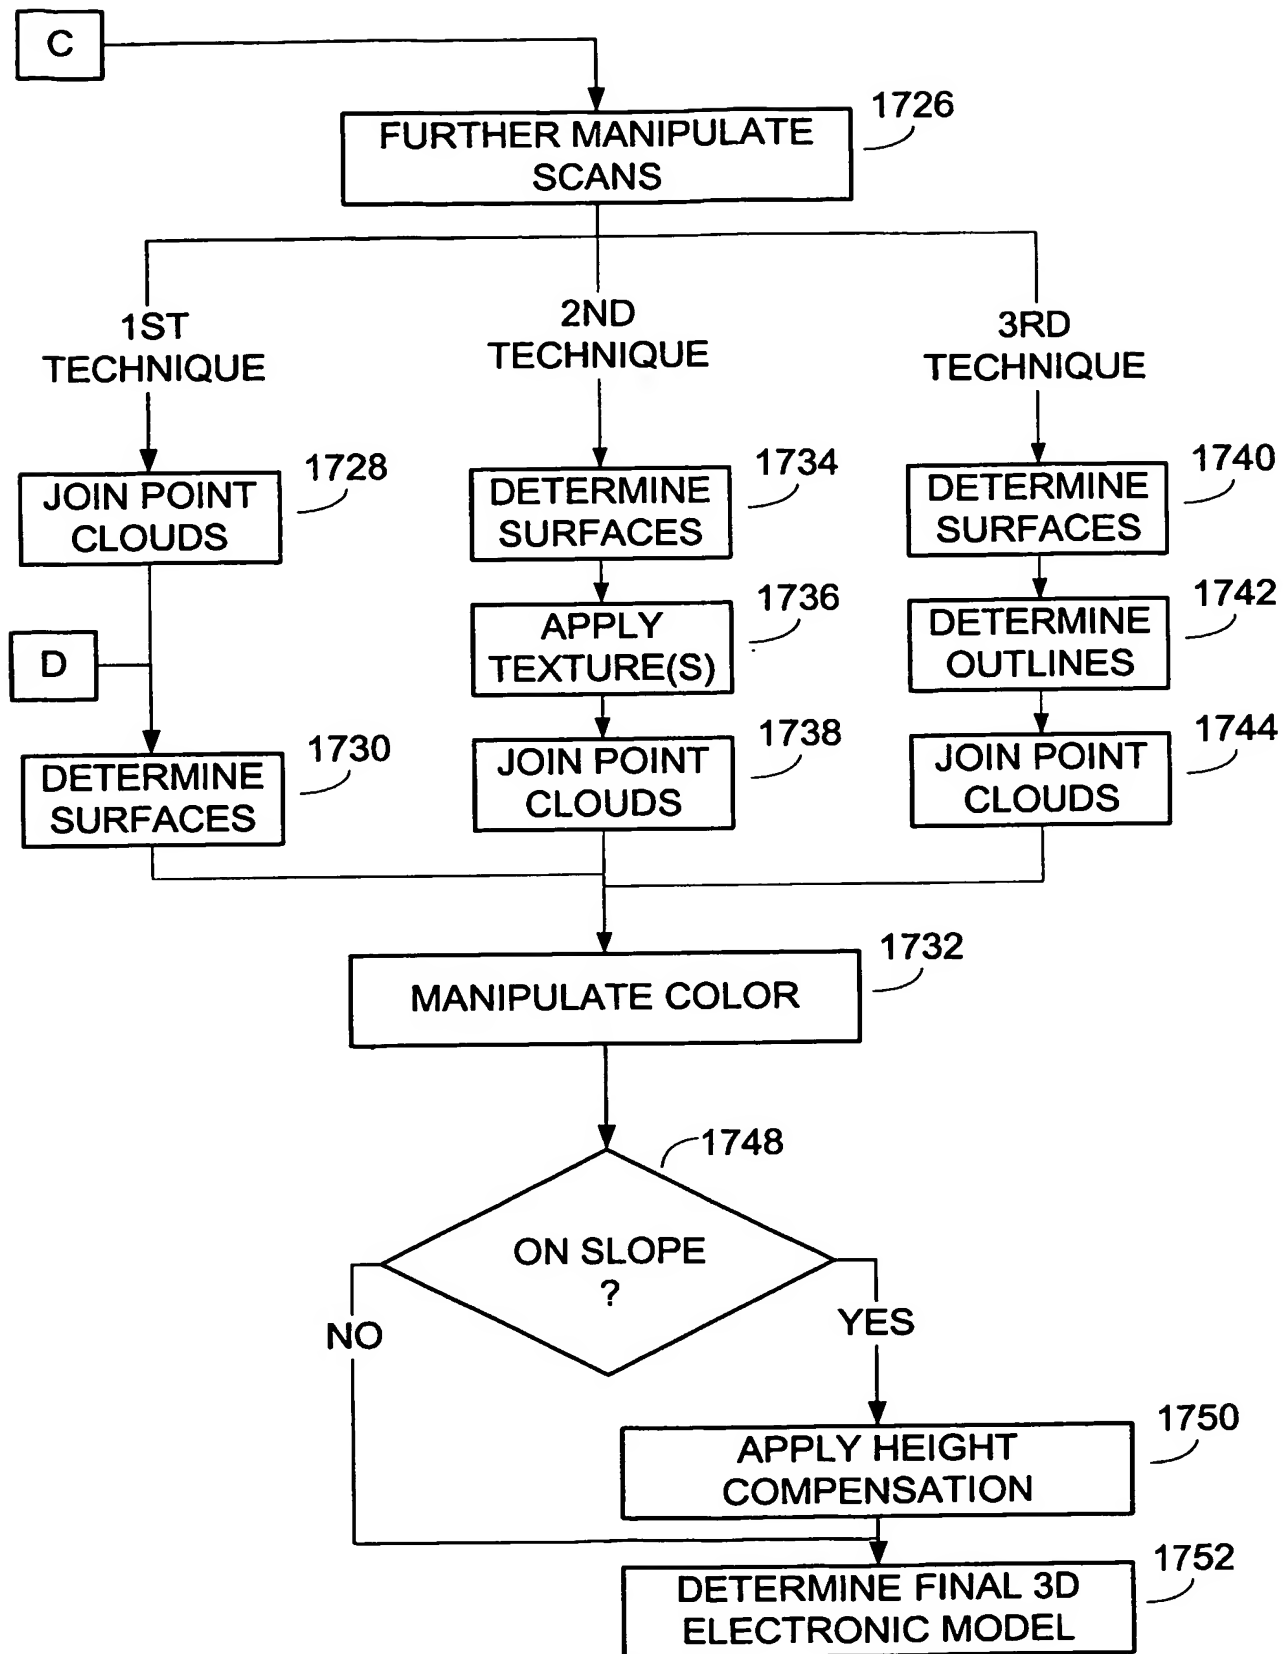 C
1726
FURTHER MANIPULATE
SCANS
1ST
TECHNIQUE
2ND
TECHNIQUE
3RD
TECHNIQUE
1728
JOIN POINT
CLOUDS
D
1730
DETERMINE
SURFACES
1734
DETERMINE
SURFACES
1736
APPLY
TEXTURE(S)
1738
JOIN POINT
CLOUDS
1740
DETERMINE
SURFACES
1742
DETERMINE
OUTLINES
1744
JOIN POINT
CLOUDS
1732
MANIPULATE COLOR
1748
ON SLOPE
?
NO
YES
1750
APPLY HEIGHT
COMPENSATION
1752
DETERMINE FINAL 3D
ELECTRONIC MODEL